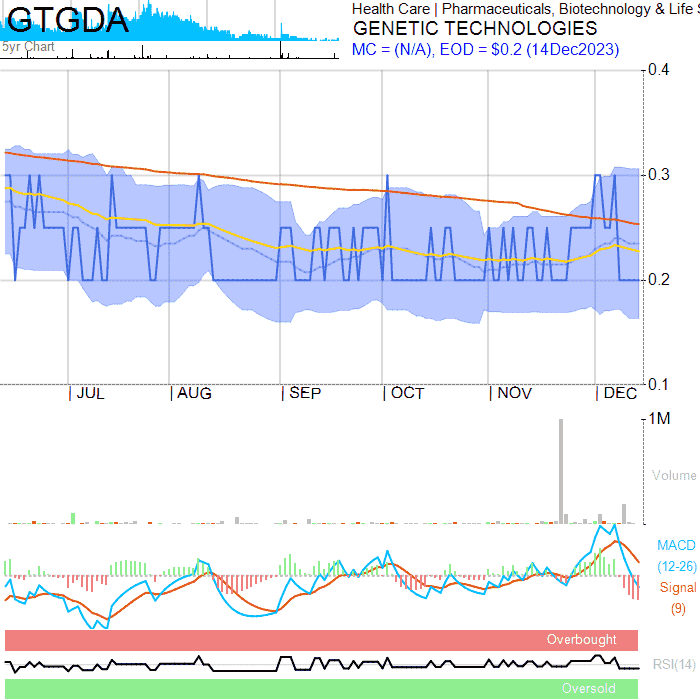 GTGDA
5yr Chart
Health Care | Pharmaceuticals, Biotechnology & Life S
GENETIC TECHNOLOGIES
MC = (N/A), EOD = $0.2 (14Dec2023)
0.4
0.3
0.2
0.1
JUL AUG SEP OCT NOV DEC
1M
Volume
MACD
(12-26)
Signal
(9)
Overbought
RSI(14)
Oversold